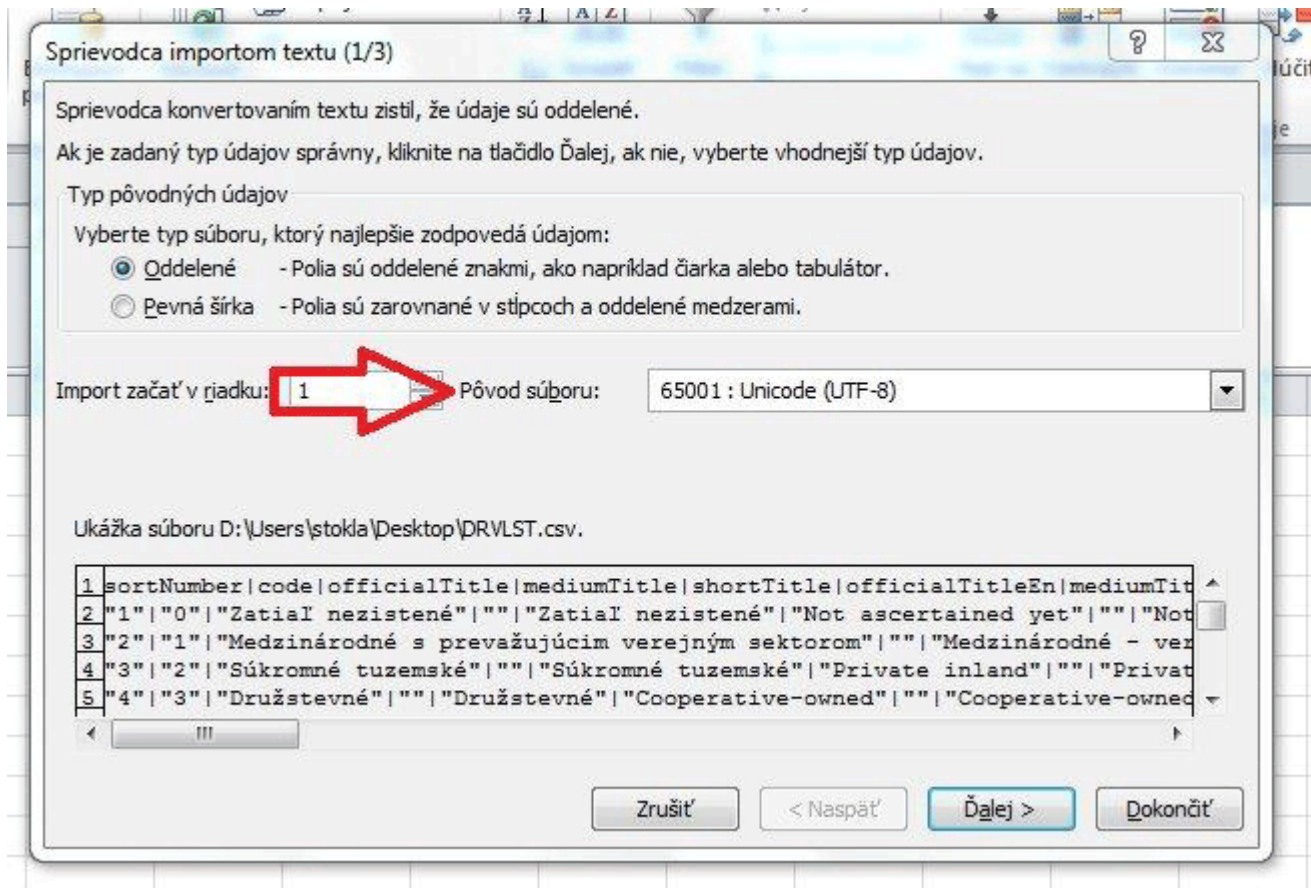 A Z
lúčiť
je
Sprievodca importom textu (1/3)
Sprievodca konvertovaním textu zistil, že údaje sú oddelené.
Ak je zadaný typ údajov správny, kliknite na tlačidlo Ďalej, ak nie, vyberte vhodnejší typ údajov.
Typ pôvodných údajov
Vyberte typ súboru, ktorý najlepšie zodpovedá údajom:
Oddelené - Polia sú oddelené znakmi, ako napríklad čiarka alebo tabulátor.
Pevná šírka - Polia sú zarovnané v stĺpcoch a oddelené medzerami.
Import začať v riadku: 1 Pôvod súboru: 65001 : Unicode (UTF-8)
Ukážka súboru D:\Users\stokla\Desktop\DRVLST.csv.
1 sortNumber|code|officialTitle|mediumTitle|shortTitle|officialTitleEn|mediumTit
2 "1"|"0"|"Zatiaľ nezistené"|""|"Zatiaľ nezistené"|"Not ascertained yet"|""|"Not
3 "2"|"1"|"Medzinárodné s prevažujúcim verejným sektorom"|""|"Medzinárodné - ver
4 "3"|"2"|"Súkromné tuzemské"|""|"Súkromné tuzemské"|"Private inland"|""|"Privat
5 "4"|"3"|"Družstevné"|""|"Družstevné"|"Cooperative-owned"|""|"Cooperative-owned
Zrušiť < Naspäť Ďalej > Dokončiť